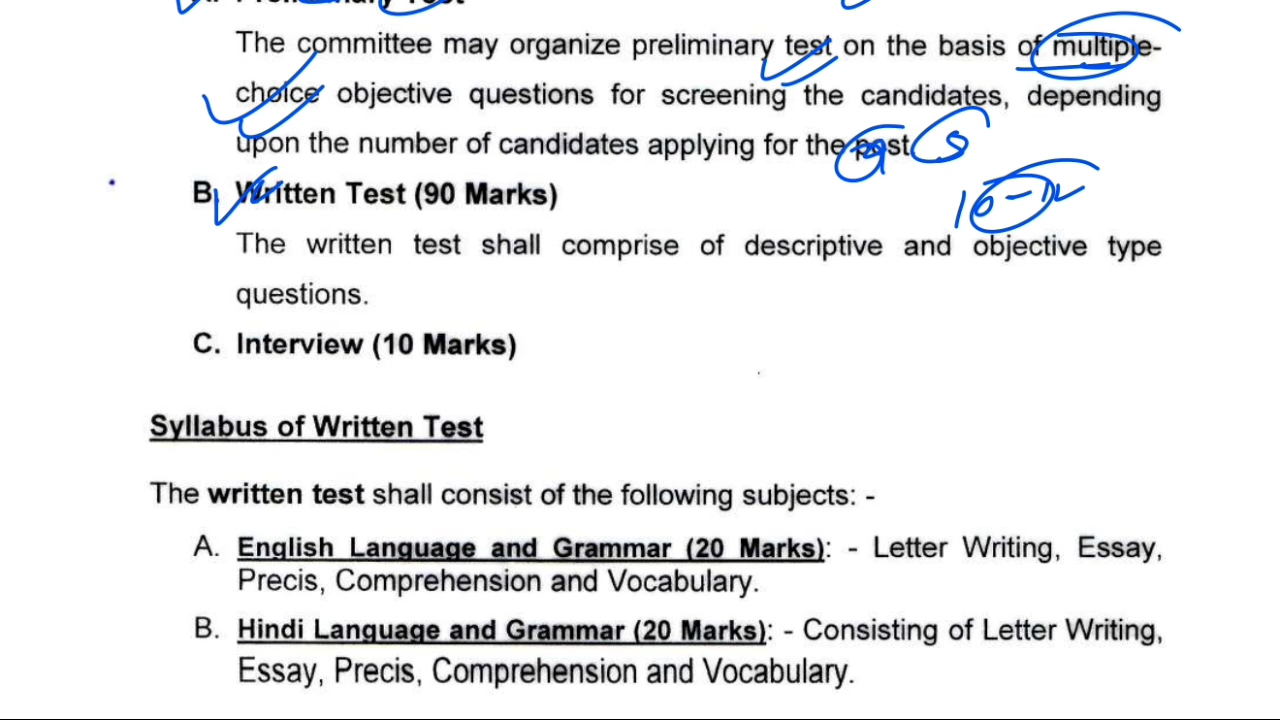 The committee may organize preliminary test on the basis of multiple-
choice objective questions for screening the candidates, depending
upon the number of candidates applying for the post.
B. Written Test (90 Marks)
The written test shall comprise of descriptive and objective type
questions.
C. Interview (10 Marks)
Syllabus of Written Test
The written test shall consist of the following subjects: -
A. English Language and Grammar (20 Marks): - Letter Writing, Essay,
Precis, Comprehension and Vocabulary.
B. Hindi Language and Grammar (20 Marks): - Consisting of Letter Writing,
Essay, Precis, Comprehension and Vocabulary.